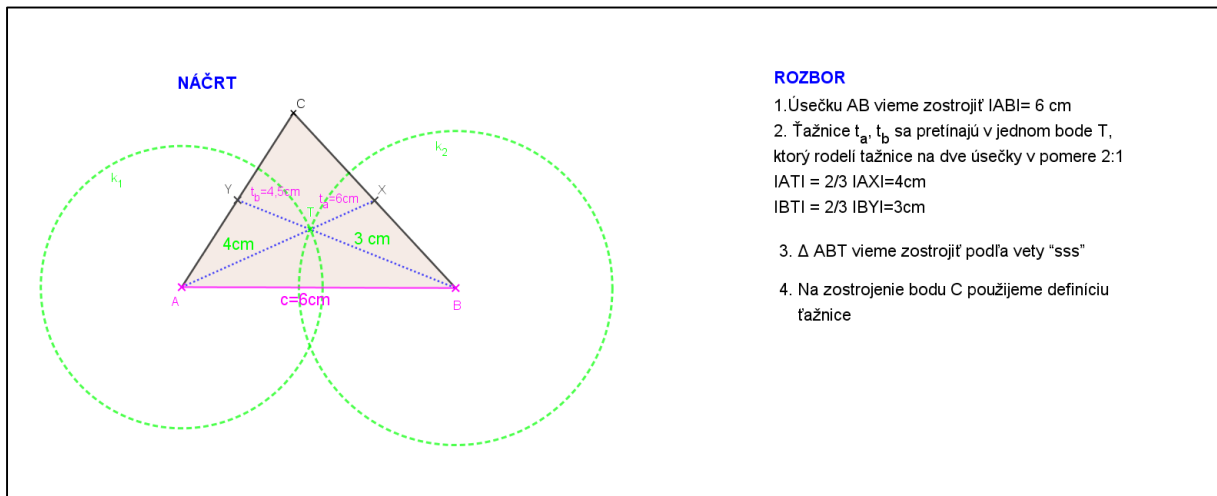 NÁČRT
C
k1
k2
Y
tb=4,5cm
ta=6cm
X
T
4cm
3 cm
A
c=6cm
B
ROZBOR
1.Úsečku AB vieme zostrojiť IABI= 6 cm
2. Ťažnice ta, tb sa pretínajú v jednom bode T,
ktorý rodelí tažnice na dve úsečky v pomere 2:1
IATI = 2/3 IAXI=4cm
IBTI = 2/3 IBYI=3cm
3. Δ ABT vieme zostrojiť podľa vety “sss”
4. Na zostrojenie bodu C použijeme definíciu
ťažnice